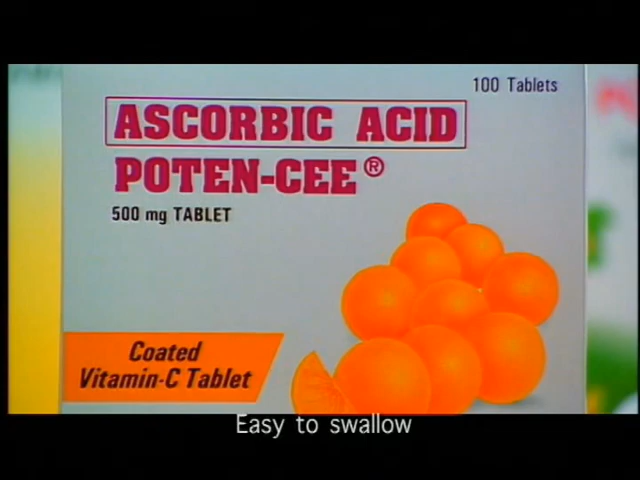 100 Tablets
ASCORBIC ACID
POTEN-CEE®
500 mg TABLET
Coated
Vitamin-C Tablet
Easy to swallow